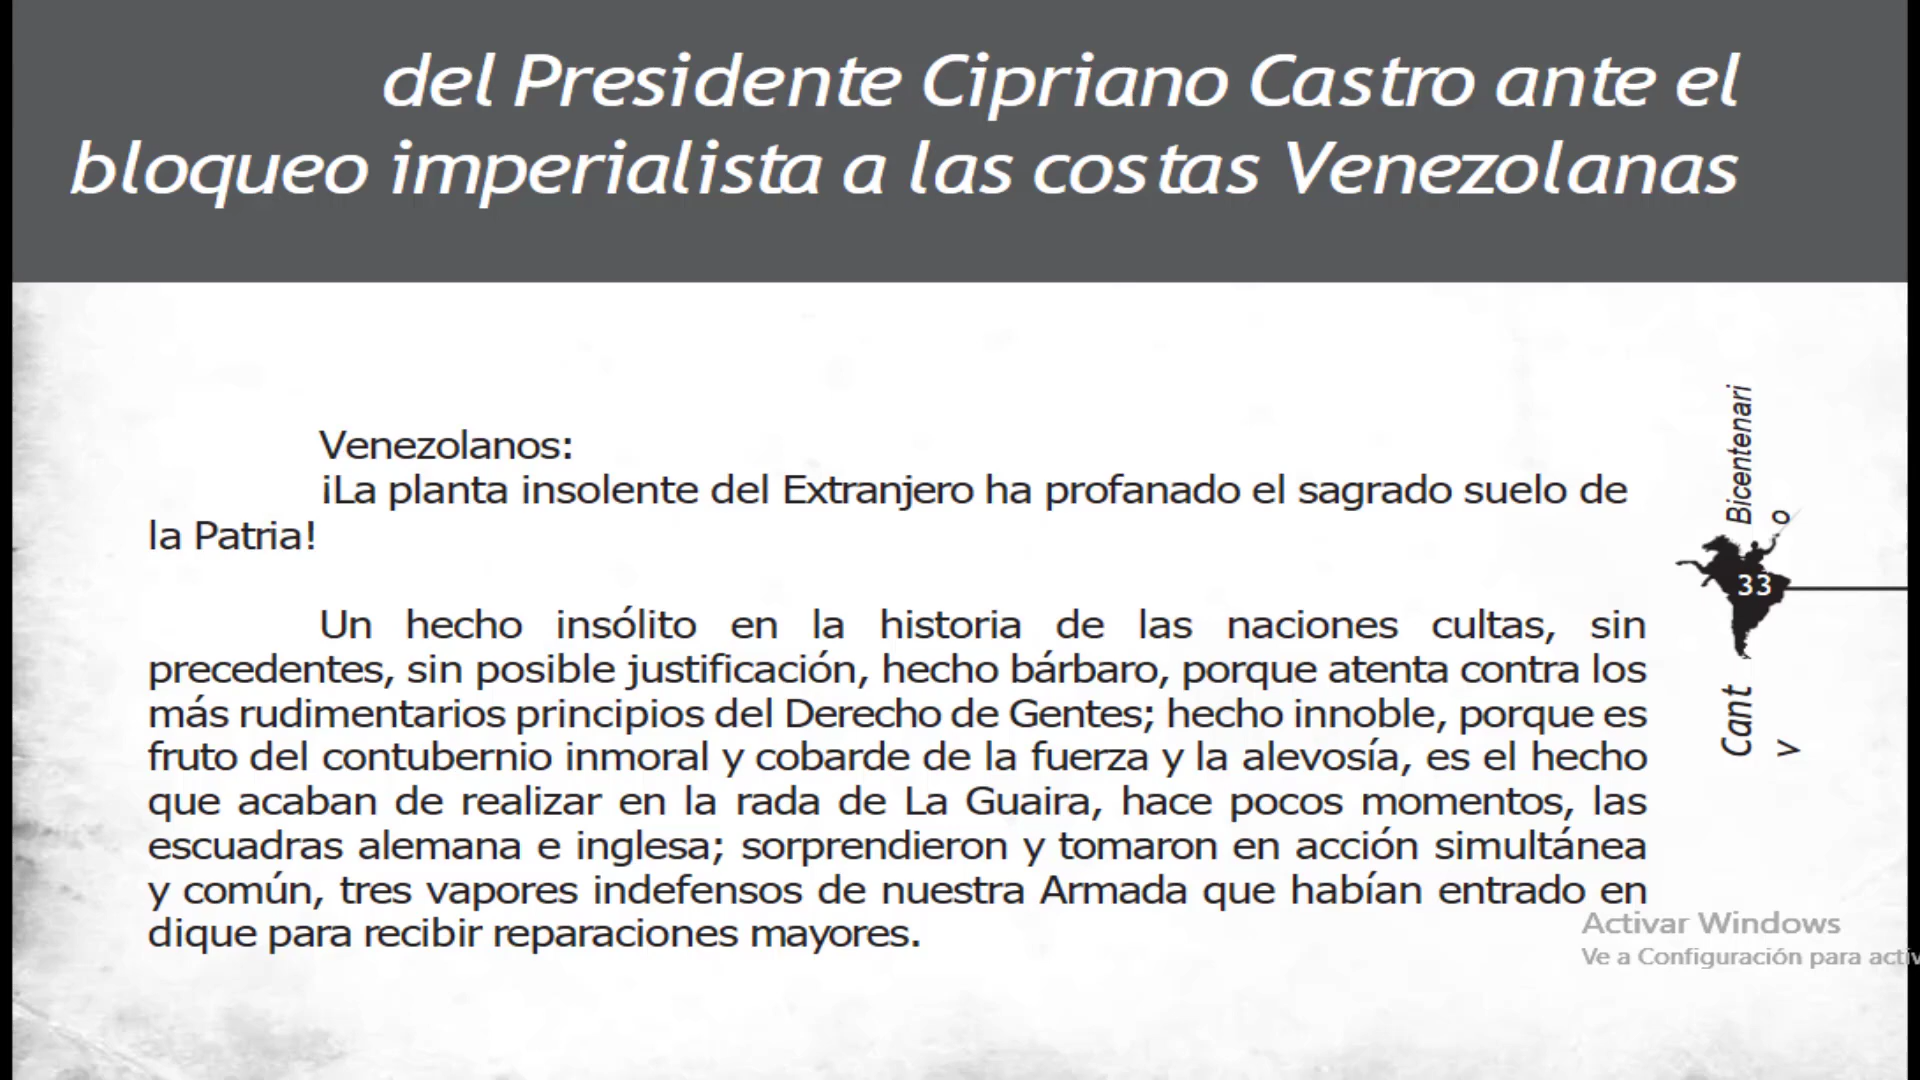 del Presidente Cipriano Castro ante el
bloqueo imperialista a las costas Venezolanas
Venezolanos:
¡La planta insolente del Extranjero ha profanado el sagrado suelo de
la Patria!
Un hecho insólito en la historia de las naciones cultas, sin
precedentes, sin posible justificación, hecho bárbaro, porque atenta contra los
más rudimentarios principios del Derecho de Gentes; hecho innoble, porque es
fruto del contubernio inmoral y cobarde de la fuerza y la alevosía, es el hecho
que acaban de realizar en la rada de La Guaira, hace pocos momentos, las
escuadras alemana e inglesa; sorprendieron y tomaron en acción simultánea
y común, tres vapores indefensos de nuestra Armada que habían entrado en
dique para recibir reparaciones mayores.
Bicentenari
o
33
Cant
v
Activar Windows
Ve a Configuración para activ